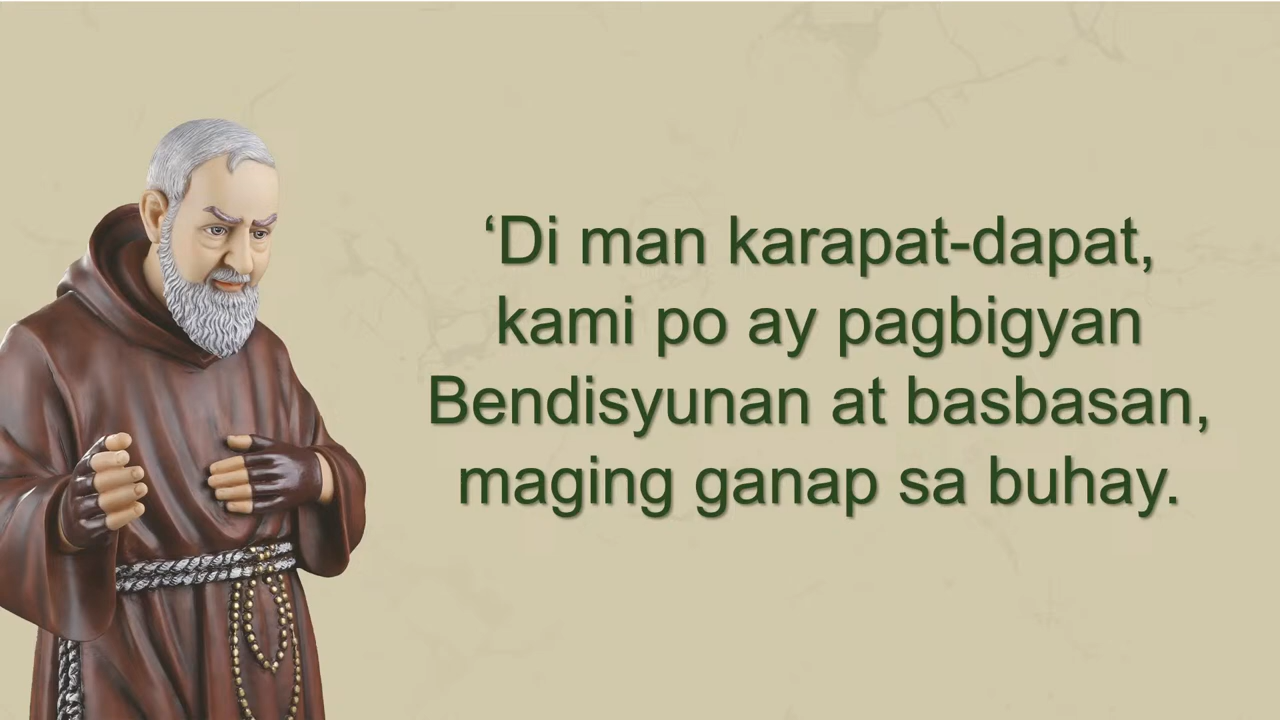 ‘Di man karapat-dapat,
kami po ay pagbigyan
Bendisyunan at basbasan,
maging ganap sa buhay.